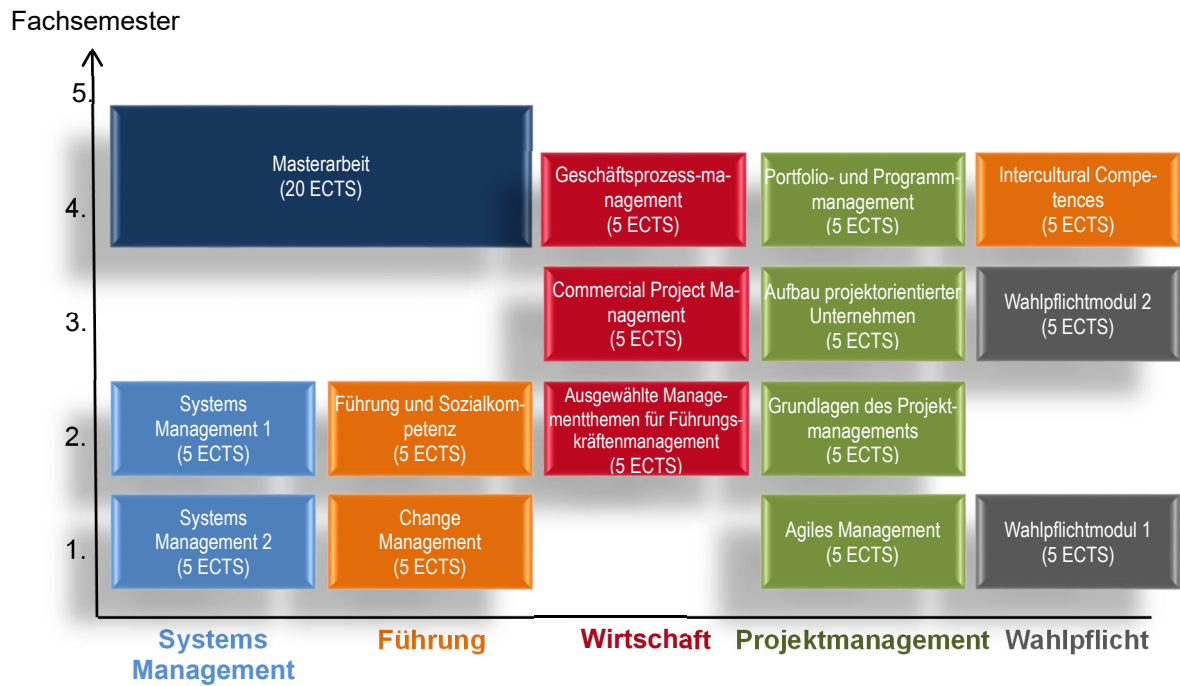 Fachsemester
5.
Masterarbeit
(20 ECTS)
4.
Geschäftsprozess-ma-
nagement
(5 ECTS)
Portfolio- und Programm-
management
(5 ECTS)
Intercultural Compe-
tences
(5 ECTS)
3.
Commercial Project Ma-
nagement
(5 ECTS)
Aufbau projektorientierter
Unternehmen
(5 ECTS)
Wahlpflichtmodul 2
(5 ECTS)
2.
Systems
Management 1
(5 ECTS)
Führung und Sozialkom-
petenz
(5 ECTS)
Ausgewählte Manage-
mentthemen für Führungs-
kräftenmanagement
(5 ECTS)
Grundlagen des Projekt-
managements
(5 ECTS)
1.
Systems
Management 2
(5 ECTS)
Change
Management
(5 ECTS)
Agiles Management
(5 ECTS)
Wahlpflichtmodul 1
(5 ECTS)
Systems
Management
Führung
Wirtschaft
Projektmanagement
Wahlpflicht